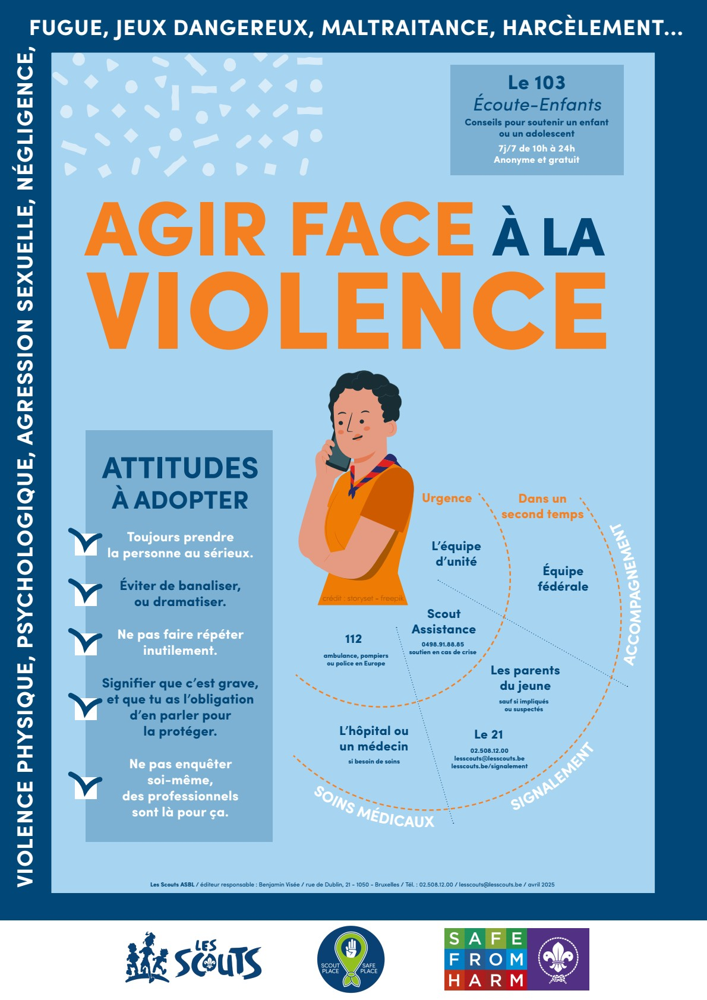 FUGUE, JEUX DANGEREUX, MALTRAITANCE, HARCÈLEMENT...
VIOLENCE PHYSIQUE, PSYCHOLOGIQUE, AGRESSION SEXUELLE, NÉGLIGENCE,
Le 103
Écoute-Enfants
Conseils pour soutenir un enfant
ou un adolescent
7j/7 de 10h à 24h
Anonyme et gratuit
AGIR FACE À LA
VIOLENCE
ATTITUDES
À ADOPTER
Toujours prendre
la personne au sérieux.
Éviter de banaliser,
ou dramatiser.
Ne pas faire répéter
inutilement.
Signifier que c'est grave,
et que tu as l'obligation
d'en parler pour
la protéger.
Ne pas enquêter
soi-même,
des professionnels
sont là pour ça.
crédit : storyset - freepik
Urgence
Dans un
second temps
L'équipe
d'unité
Équipe
fédérale
ACCOMPAGNEMENT
Scout
Assistance
0498.91.88.85
soutien en cas de crise
112
ambulance, pompiers
ou police en Europe
Les parents
du jeune
sauf si impliqués
ou suspectés
Le 21
02.508.12.00
lesscouts@lesscouts.be
lesscouts.be/signalement
SIGNALEMENT
L'hôpital ou
un médecin
si besoin de soins
SOINS MÉDICAUX
Les Scouts ASBL / éditeur responsable : Benjamin Visée / rue de Dublin, 21 - 1050 - Bruxelles / Tél. : 02.508.12.00 / lesscouts@lesscouts.be / avril 2025
LES
SCOUTS
SCOUT
PLACE
SAFE
PLACE
SAFE
FROM
HARM